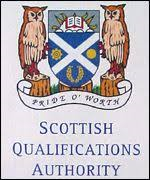 PRIDE O' WORTH
SCOTTISH
QUALIFICATIONS
AUTHORITY